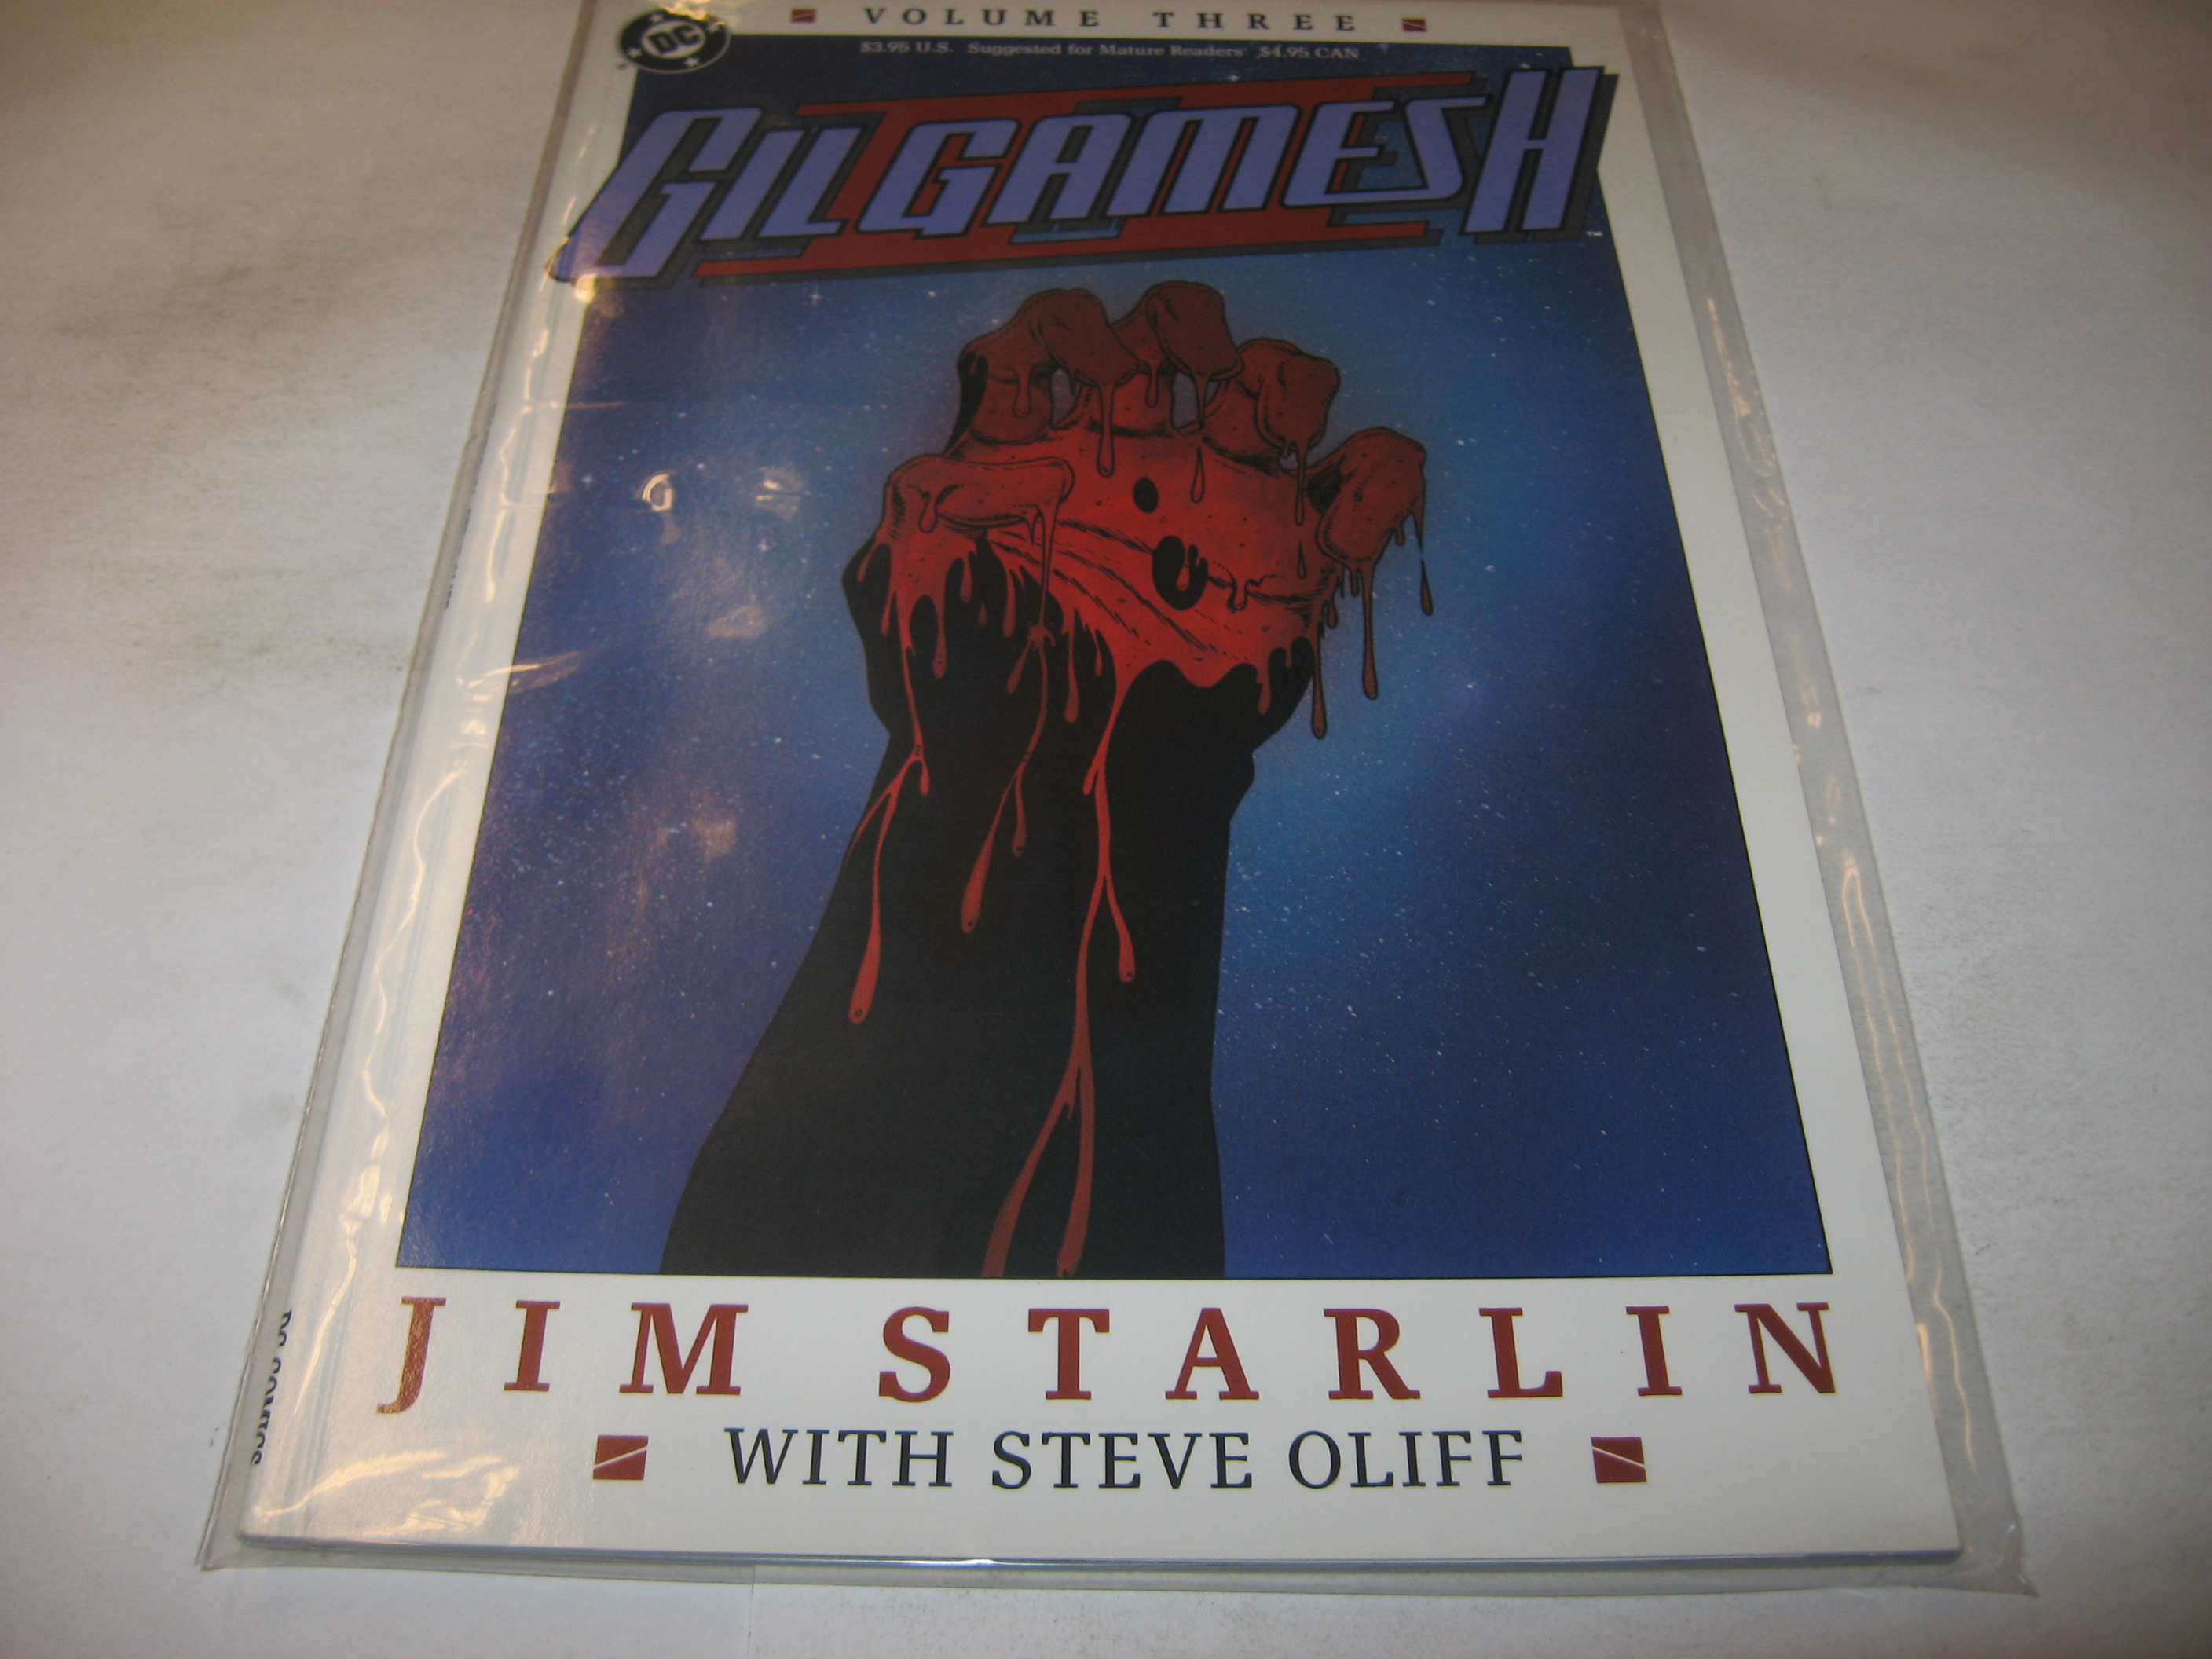 VOLUME THREE
DC
$3.95 U.S. Suggested for Mature Readers $4.95 CAN
GILGAMESH II
™
JIM STARLIN
WITH STEVE OLIFF
DC COMICS